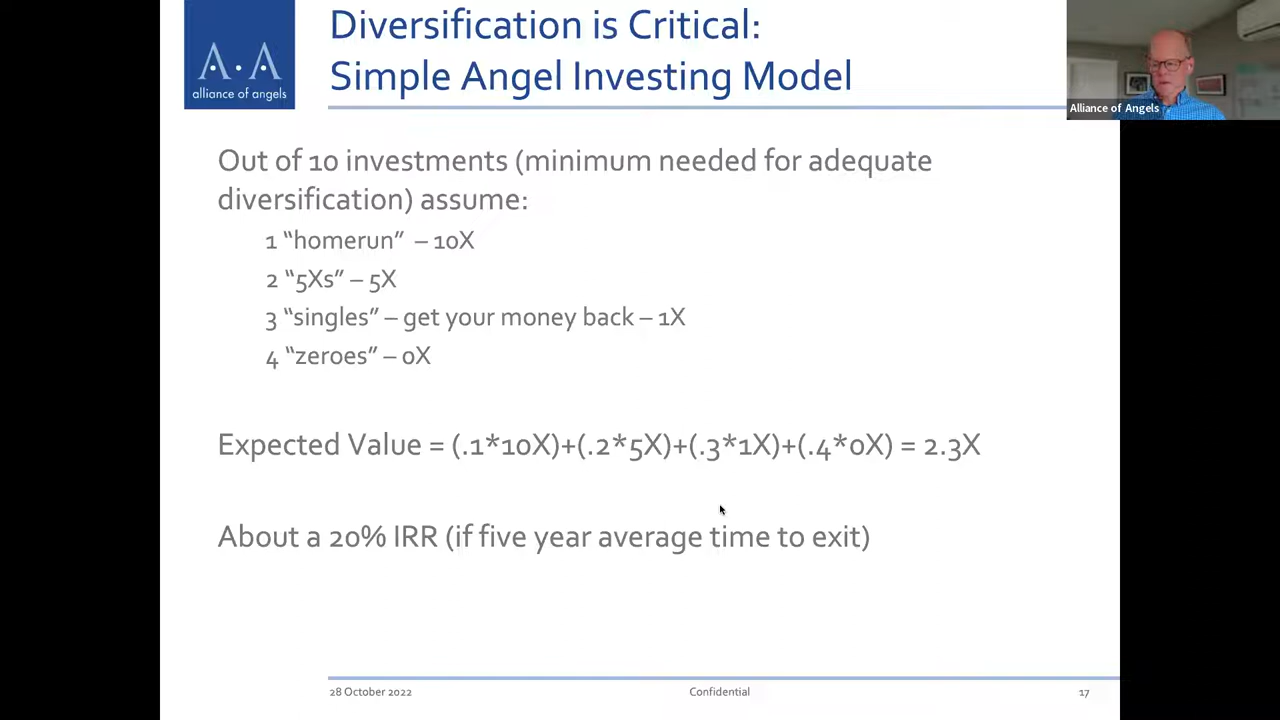 A·A
alliance of angels
Diversification is Critical:
Simple Angel Investing Model
Alliance of Angels
Out of 10 investments (minimum needed for adequate
diversification) assume:
1 “homerun” – 10X
2 “5Xs” – 5X
3 “singles” – get your money back – 1X
4 “zeroes” – 0X
Expected Value = (.1*10X)+(.2*5X)+(.3*1X)+(.4*0X) = 2.3X
About a 20% IRR (if five year average time to exit)
28 October 2022
Confidential
17